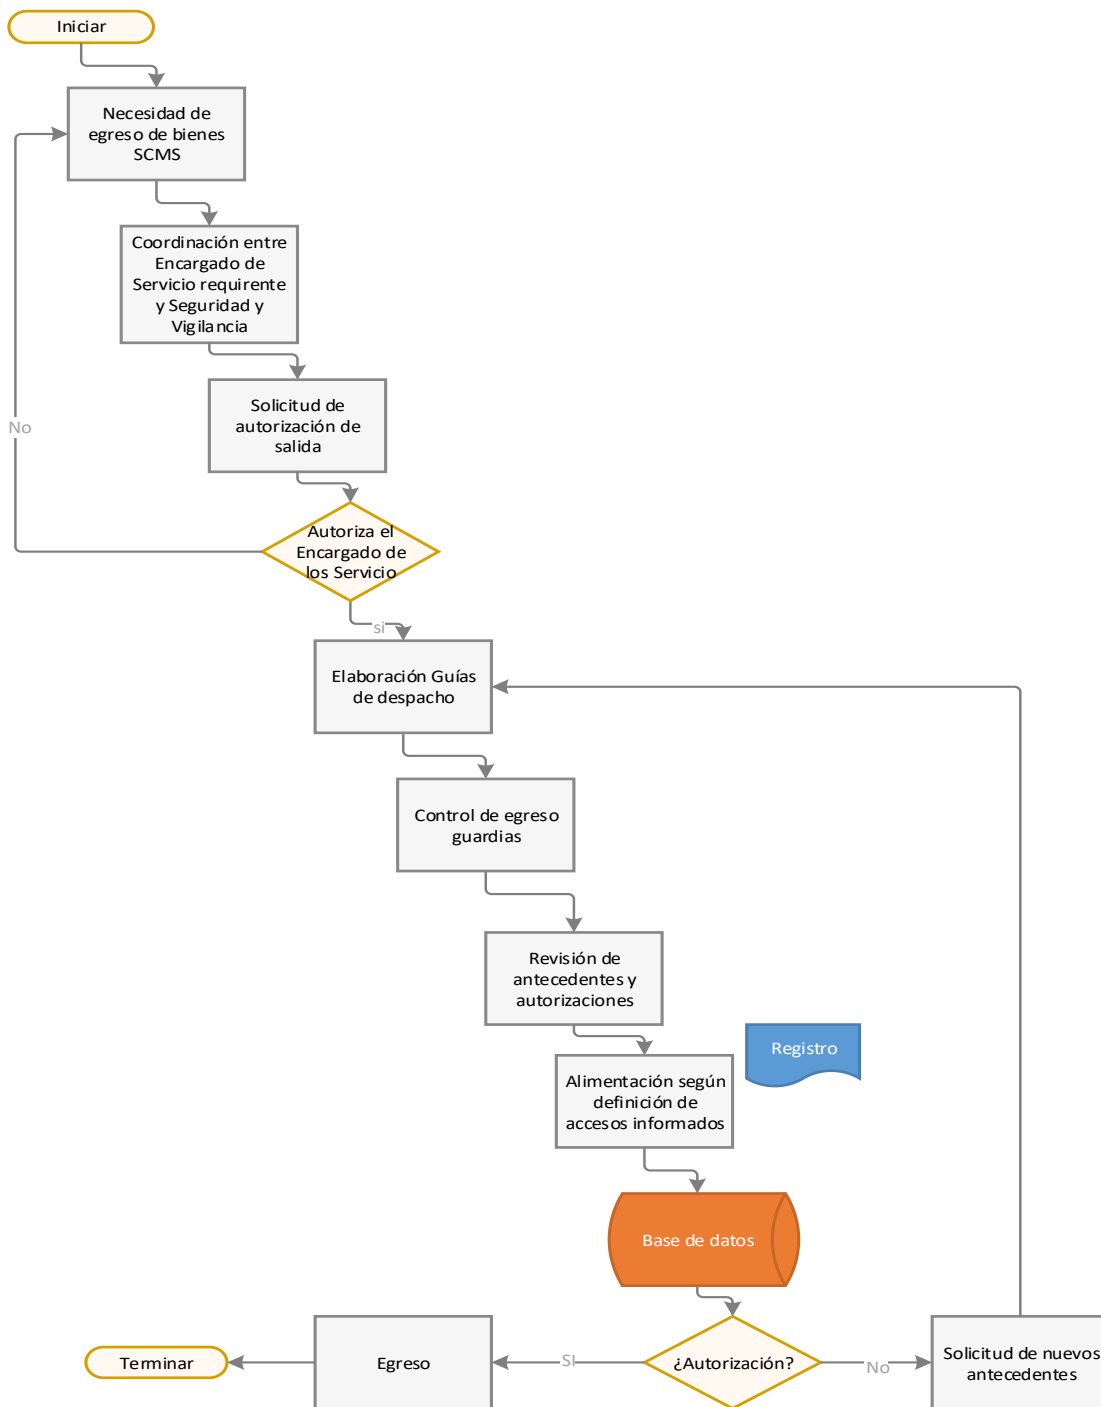 Iniciar
Necesidad de
egreso de bienes
SCMS
Coordinación entre
Encargado de
Servicio requirente
y Seguridad y
Vigilancia
Solicitud de
autorización de
salida
No
Autoriza el
Encargado de
los Servicio
si
Elaboración Guías
de despacho
Control de egreso
guardias
Revisión de
antecedentes y
autorizaciones
Registro
Alimentación según
definición de
accesos informados
Base de datos
Terminar
Egreso
SI
¿Autorización?
No
Solicitud de nuevos
antecedentes